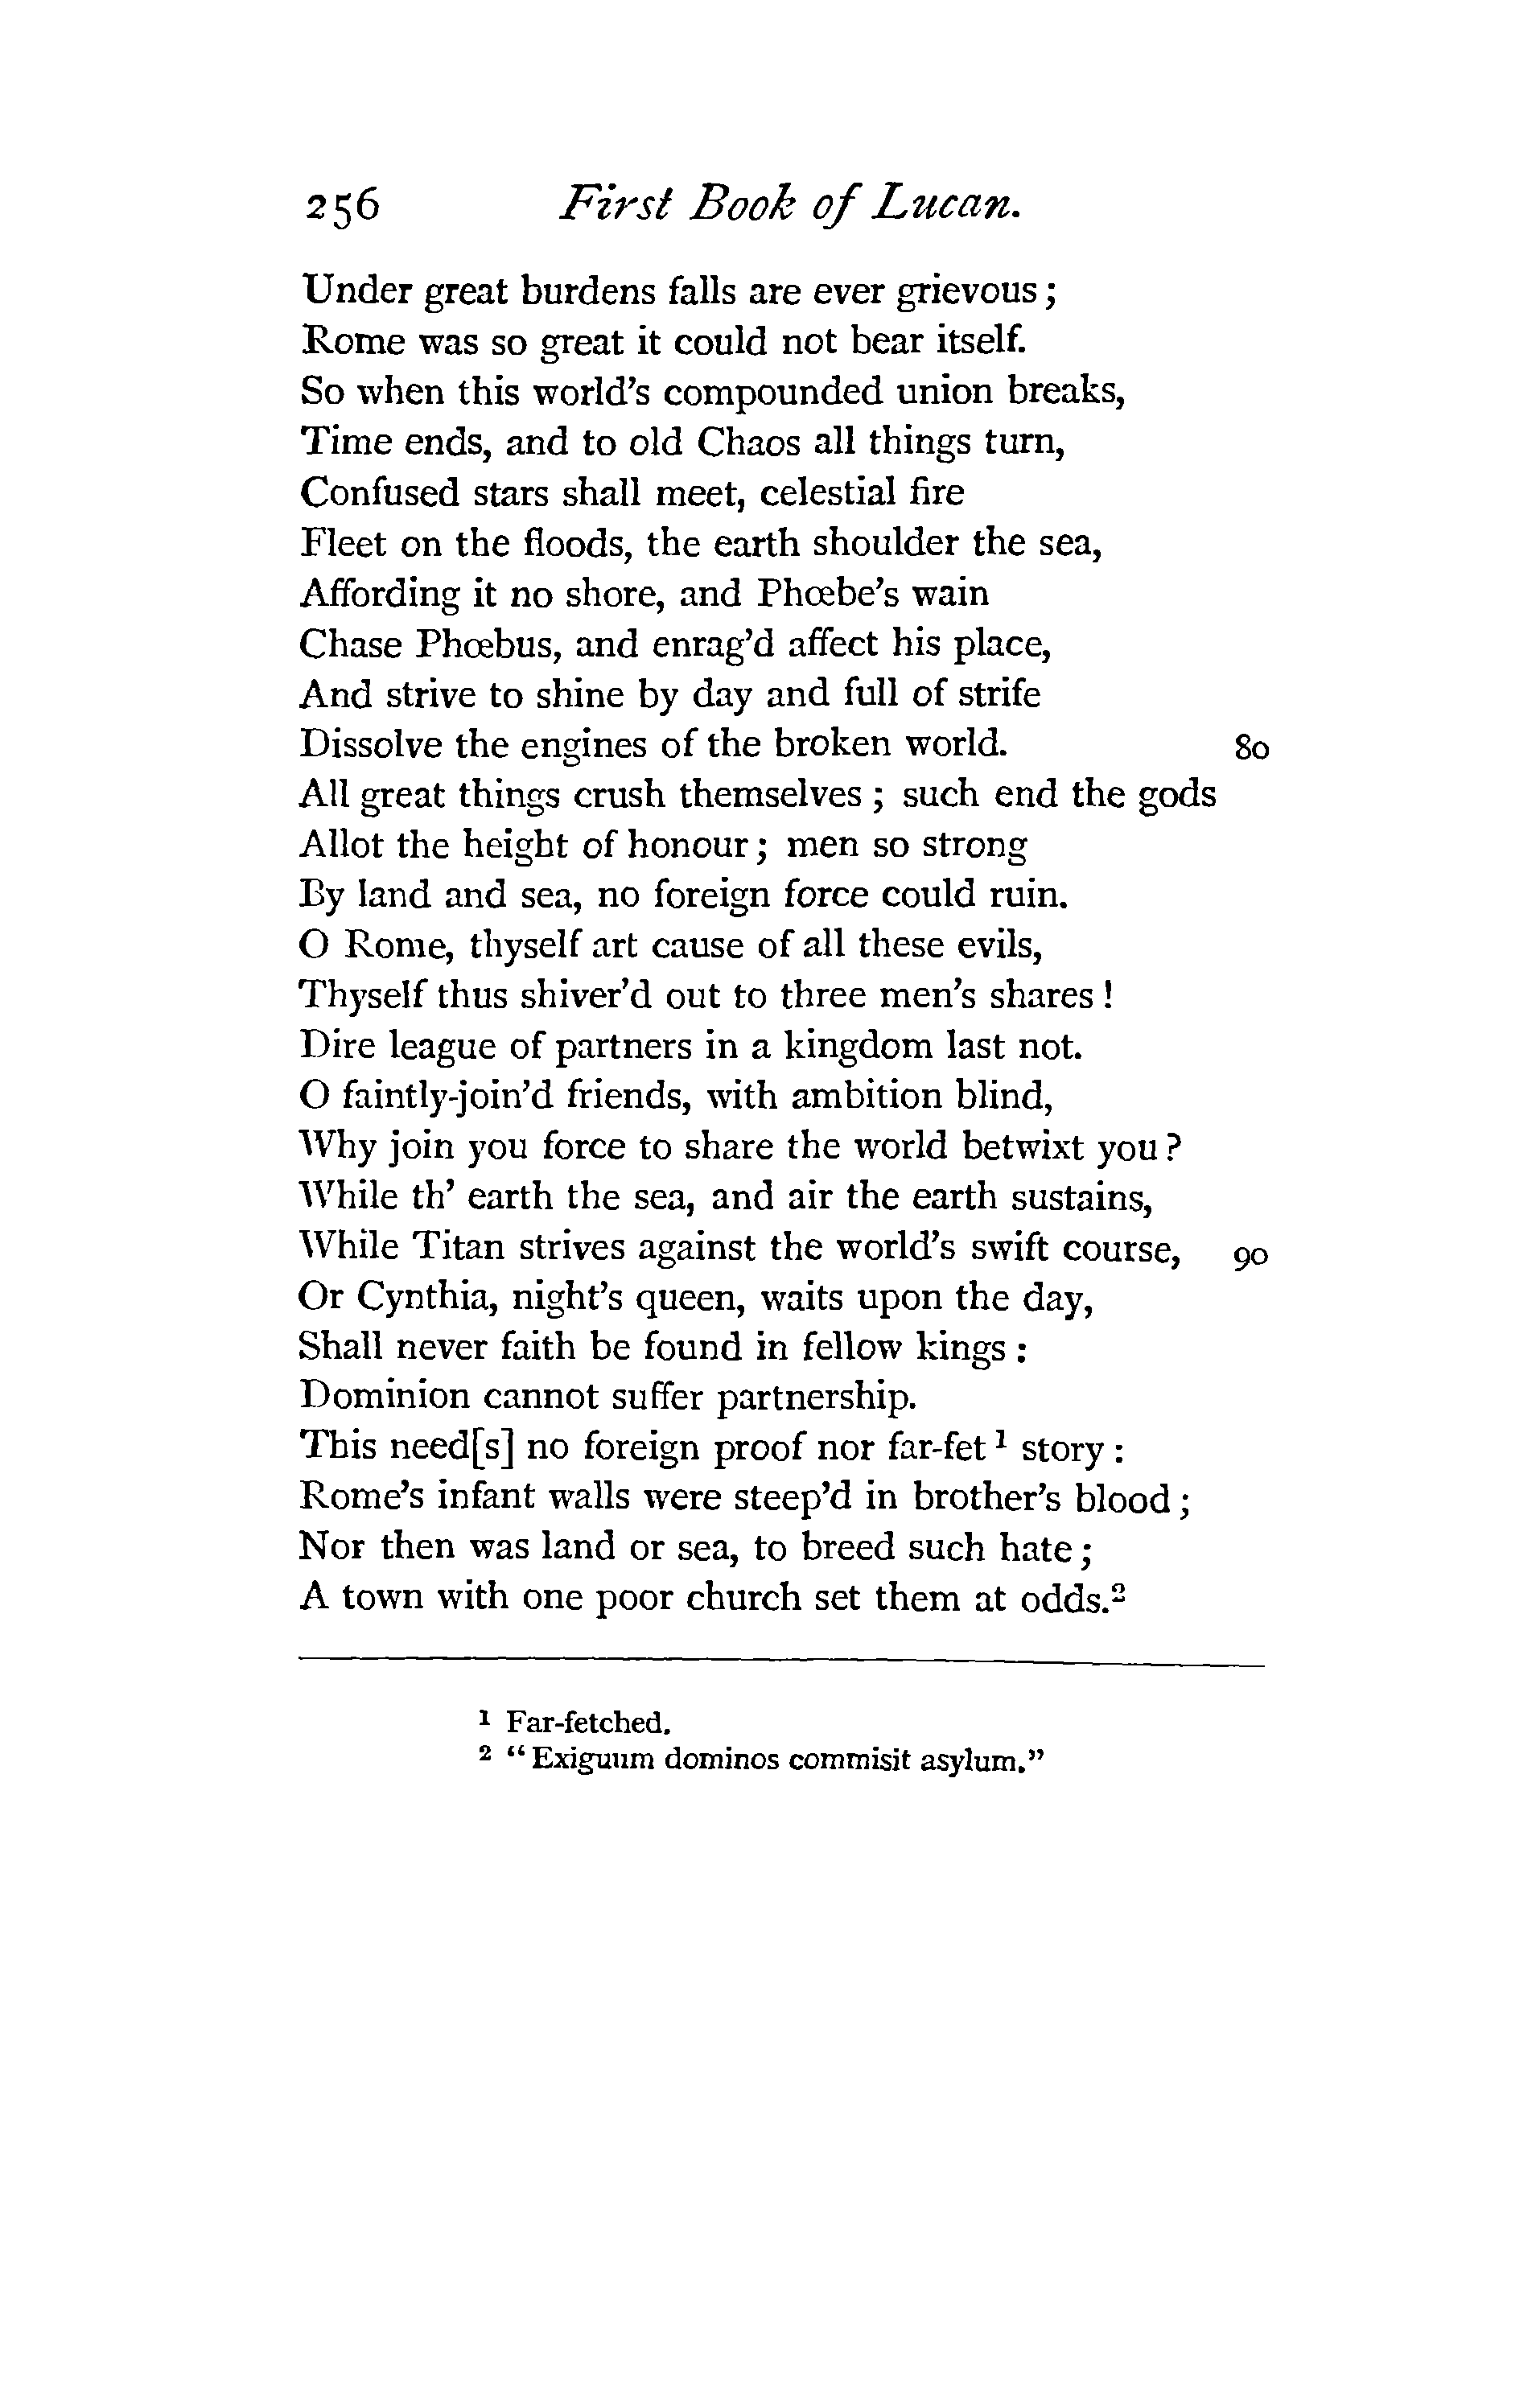 256 First Book of Lucan.
Under great burdens falls are ever grievous ;
Rome was so great it could not bear itself.
So when this world's compounded union breaks,
Time ends, and to old Chaos all things turn,
Confused stars shall meet, celestial fire
Fleet on the floods, the earth shoulder the sea,
Affording it no shore, and Phœbe's wain
Chase Phœbus, and enrag'd affect his place,
And strive to shine by day and full of strife
Dissolve the engines of the broken world. 80
All great things crush themselves ; such end the gods
Allot the height of honour ; men so strong
By land and sea, no foreign force could ruin.
O Rome, thyself art cause of all these evils,
Thyself thus shiver'd out to three men's shares !
Dire league of partners in a kingdom last not.
O faintly-join'd friends, with ambition blind,
Why join you force to share the world betwixt you ?
While th' earth the sea, and air the earth sustains,
While Titan strives against the world's swift course, 90
Or Cynthia, night's queen, waits upon the day,
Shall never faith be found in fellow kings :
Dominion cannot suffer partnership.
This need[s] no foreign proof nor far-fet ¹ story :
Rome's infant walls were steep'd in brother's blood ;
Nor then was land or sea, to breed such hate ;
A town with one poor church set them at odds.²
¹ Far-fetched.
² "Exiguum dominos commisit asylum."